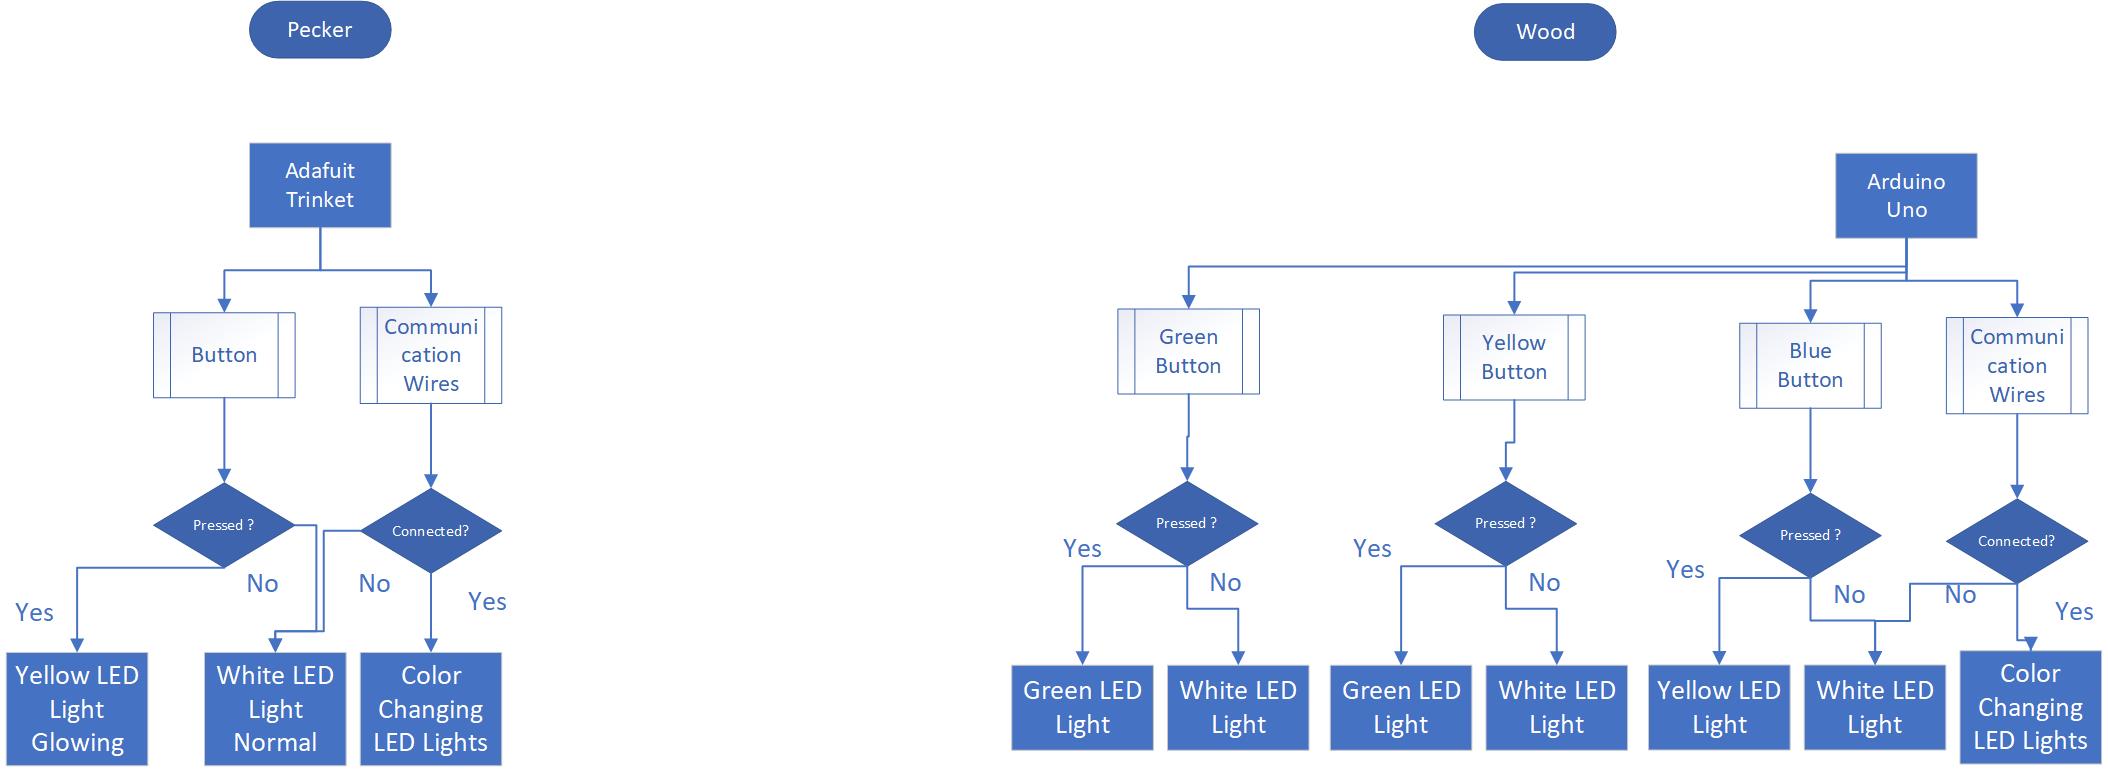 Pecker
Adafuit
Trinket
Button
Communi
cation
Wires
Pressed ?
Connected?
No
No
Yes
Yes
Yellow LED
Light
Glowing
White LED
Light
Normal
Color
Changing
LED Lights
Wood
Arduino
Uno
Green
Button
Yellow
Button
Blue
Button
Communi
cation
Wires
Pressed ?
Pressed ?
Pressed ?
Connected?
Yes
No
Yes
No
Yes
No
No
Yes
Green LED
Light
White LED
Light
Green LED
Light
White LED
Light
Yellow LED
Light
White LED
Light
Color
Changing
LED Lights